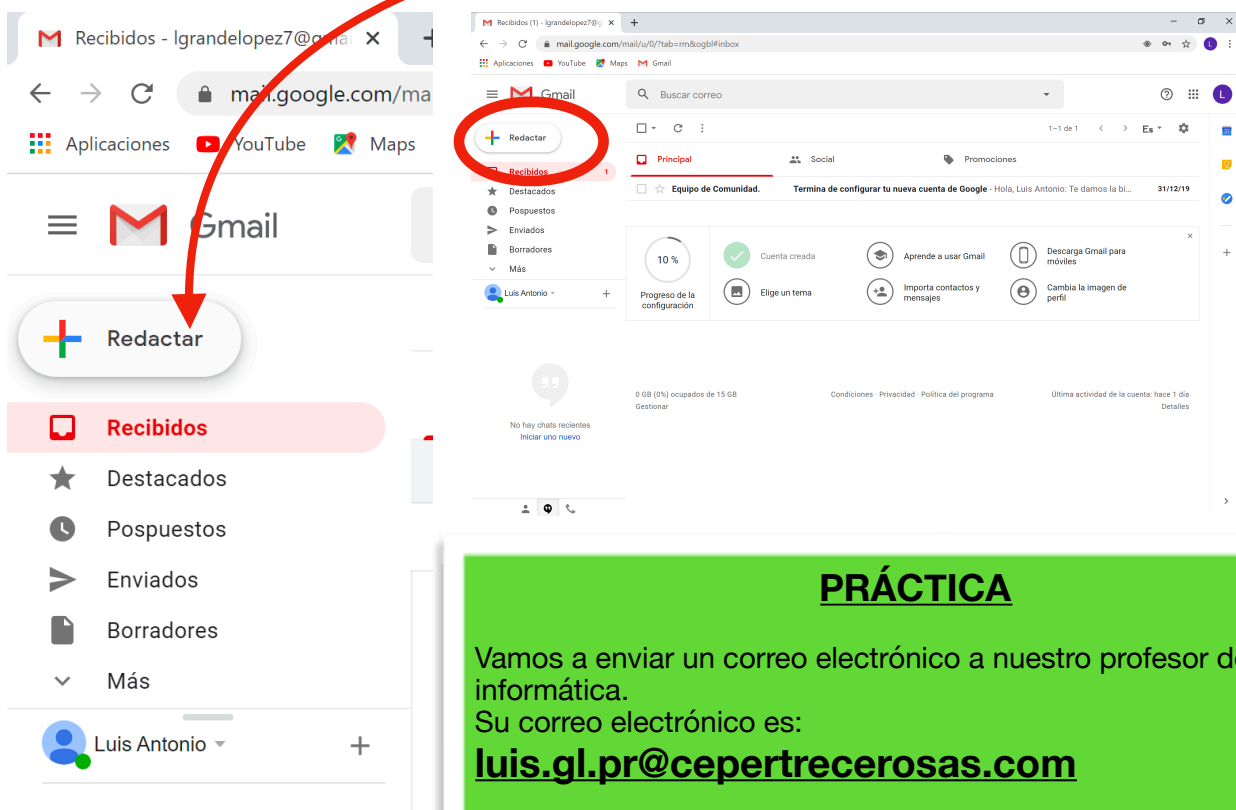 Recibidos - lgrandelopez7@gmai
mail.google.com/ma
Aplicaciones YouTube Maps
Gmail
Redactar
Recibidos
Destacados
Pospuestos
Enviados
Borradores
Más
Luis Antonio
Recibidos (1) - lgrandelopez7@g
mail.google.com/mail/u/0/?tab=rm&ogbl#inbox
Aplicaciones YouTube Maps Gmail
Gmail
Buscar correo
L
Redactar
1–1 de 1
Es
Principal
Social
Promociones
Recibidos 1
Destacados
Pospuestos
Enviados
Borradores
Más
Luis Antonio
Equipo de Comunidad. Termina de configurar tu nueva cuenta de Google - Hola, Luis Antonio: Te damos la bi... 31/12/19
10 %
Progreso de la
configuración
Cuenta creada
Elige un tema
Aprende a usar Gmail
Importa contactos y
mensajes
Descarga Gmail para
móviles
Cambia la imagen de
perfil
No hay chats recientes
Iniciar uno nuevo
0 GB (0%) ocupados de 15 GB
Gestionar
Condiciones · Privacidad · Política del programa
Última actividad de la cuenta: hace 1 día
Detalles
PRÁCTICA
Vamos a enviar un correo electrónico a nuestro profesor de
informática.
Su correo electrónico es:
luis.gl.pr@cepertrecerosas.com